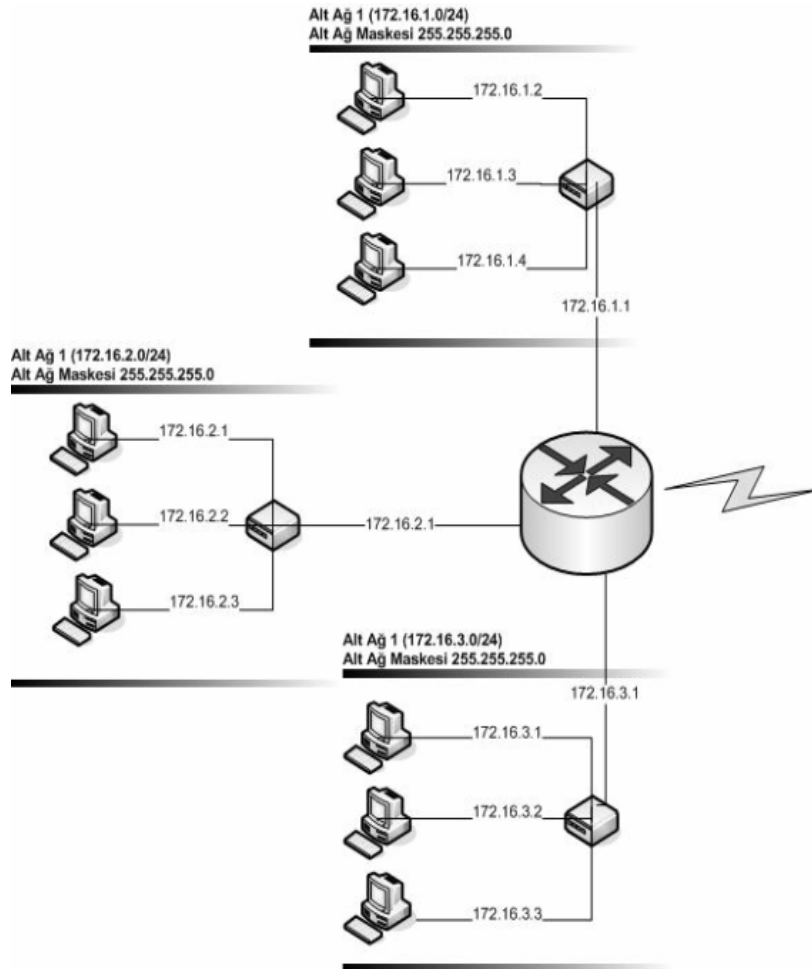 Alt Ağ 1 (172.16.1.0/24)
Alt Ağ Maskesi 255.255.255.0
172.16.1.2
172.16.1.3
172.16.1.4
172.16.1.1
Alt Ağ 1 (172.16.2.0/24)
Alt Ağ Maskesi 255.255.255.0
172.16.2.1
172.16.2.2
172.16.2.1
172.16.2.3
Alt Ağ 1 (172.16.3.0/24)
Alt Ağ Maskesi 255.255.255.0
172.16.3.1
172.16.3.1
172.16.3.2
172.16.3.3